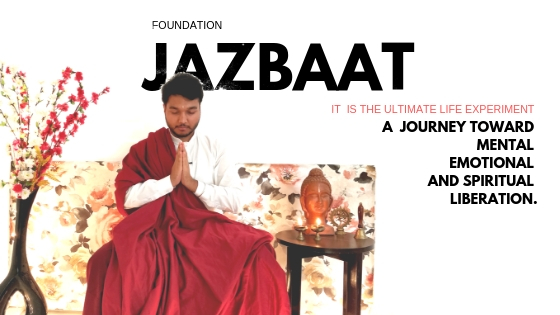 FOUNDATION
JAZBAAT
IT IS THE ULTIMATE LIFE EXPERIMENT
A JOURNEY TOWARD
MENTAL
EMOTIONAL
AND SPIRITUAL
LIBERATION.